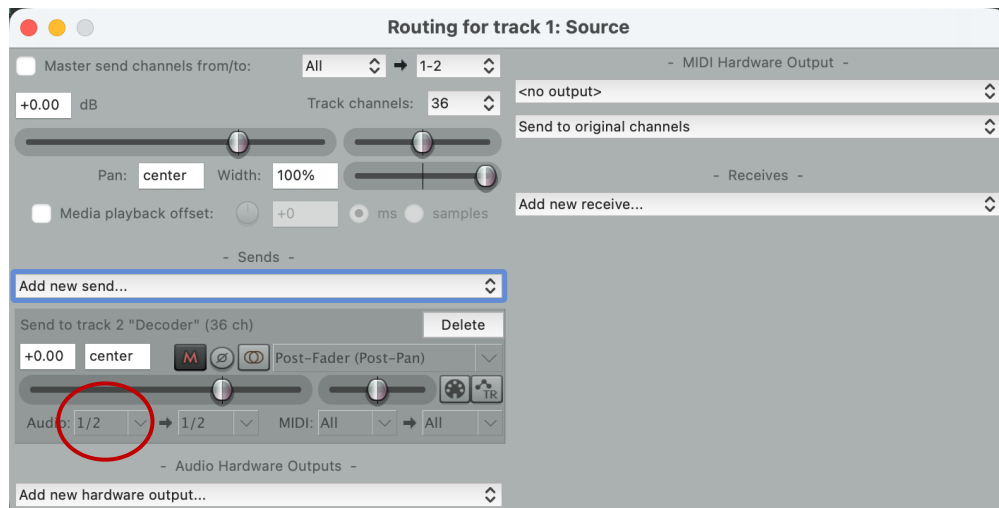 Routing for track 1: Source
Master send channels from/to: All 1-2
+0.00 dB Track channels: 36
Pan: center Width: 100%
Media playback offset: +0 ms samples
- Sends -
Add new send...
Send to track 2 "Decoder" (36 ch) Delete
+0.00 center M Post-Fader (Post-Pan)
TR
Audio: 1/2 1/2 MIDI: All All
- Audio Hardware Outputs -
Add new hardware output...
- MIDI Hardware Output -
<no output>
Send to original channels
- Receives -
Add new receive...